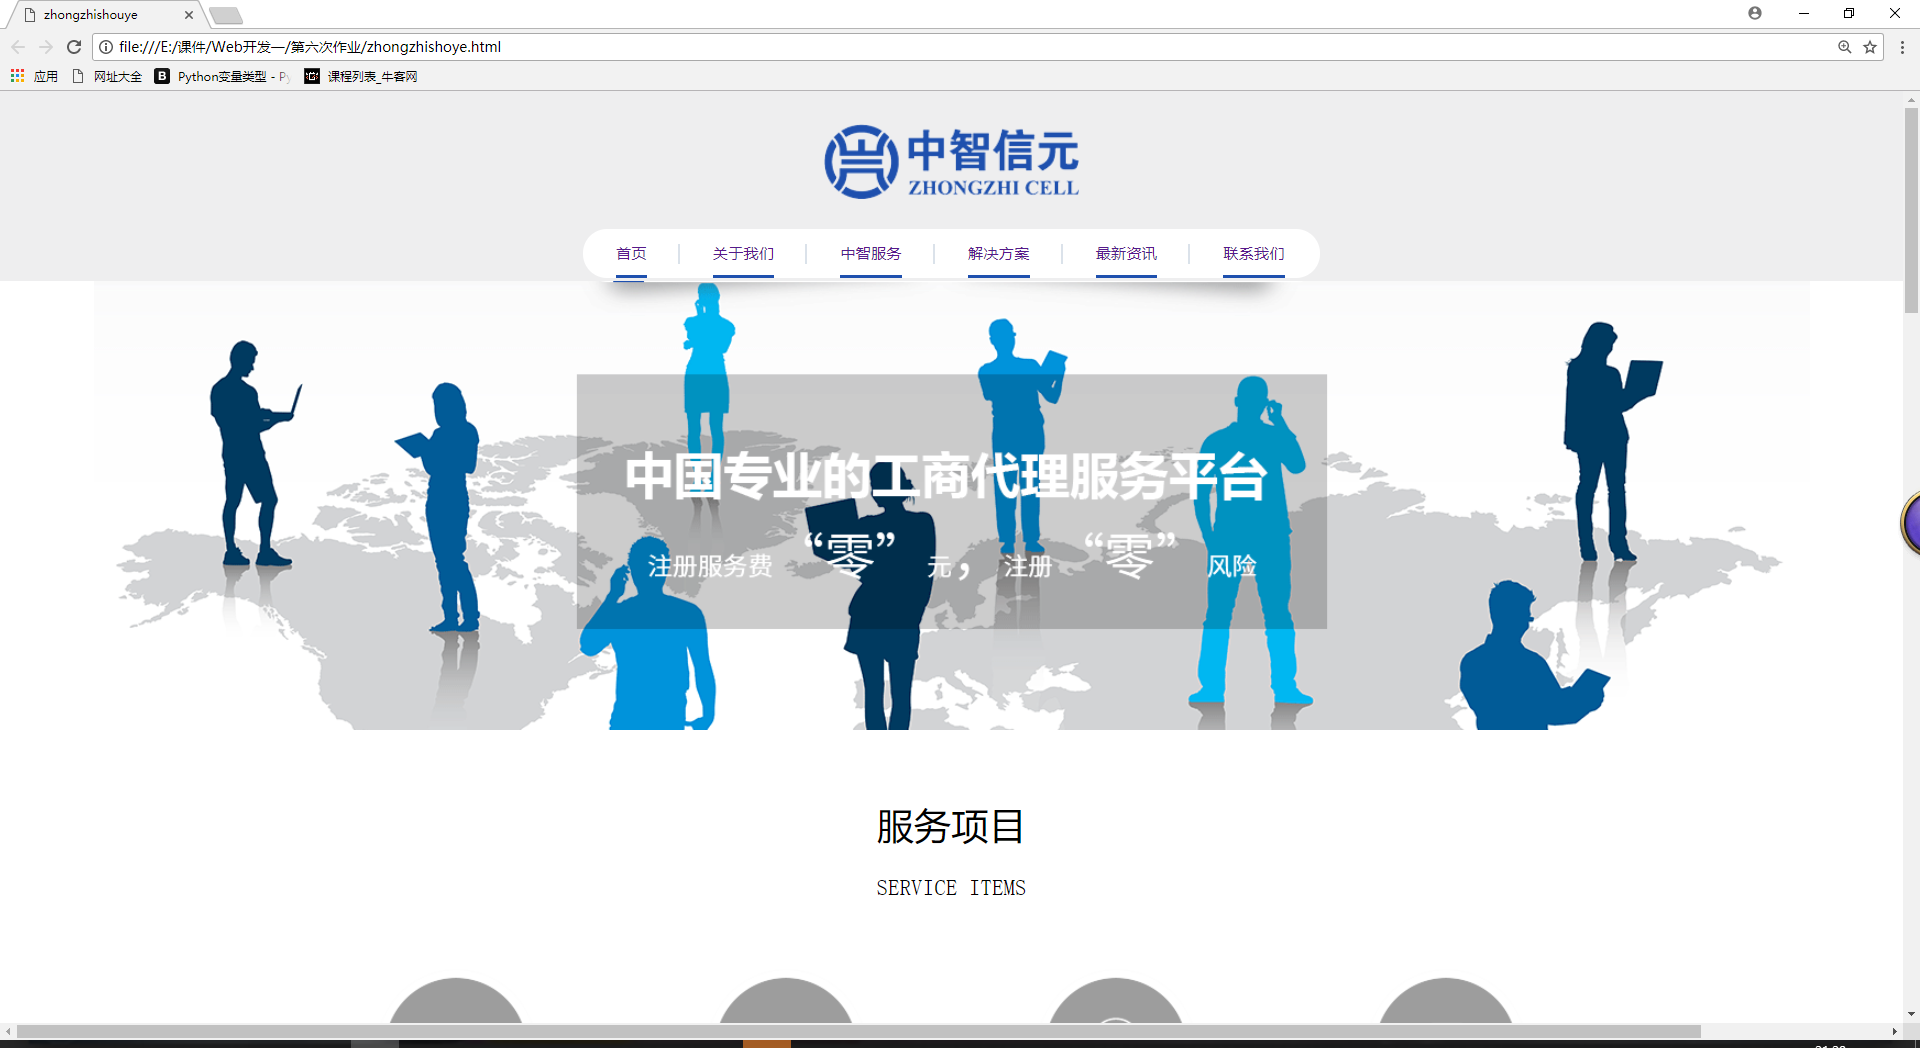 zhongzhishouye
file:///E:/课件/Web开发一/第六次作业/zhongzhishoye.html
应用 网址大全 B Python变量类型 - Py 课程列表_牛客网
中智信元
ZHONGZHI CELL
首页 关于我们 中智服务 解决方案 最新资讯 联系我们
中国专业的工商代理服务平台
注册服务费 “零” 元， 注册 “零” 风险
服务项目
SERVICE ITEMS